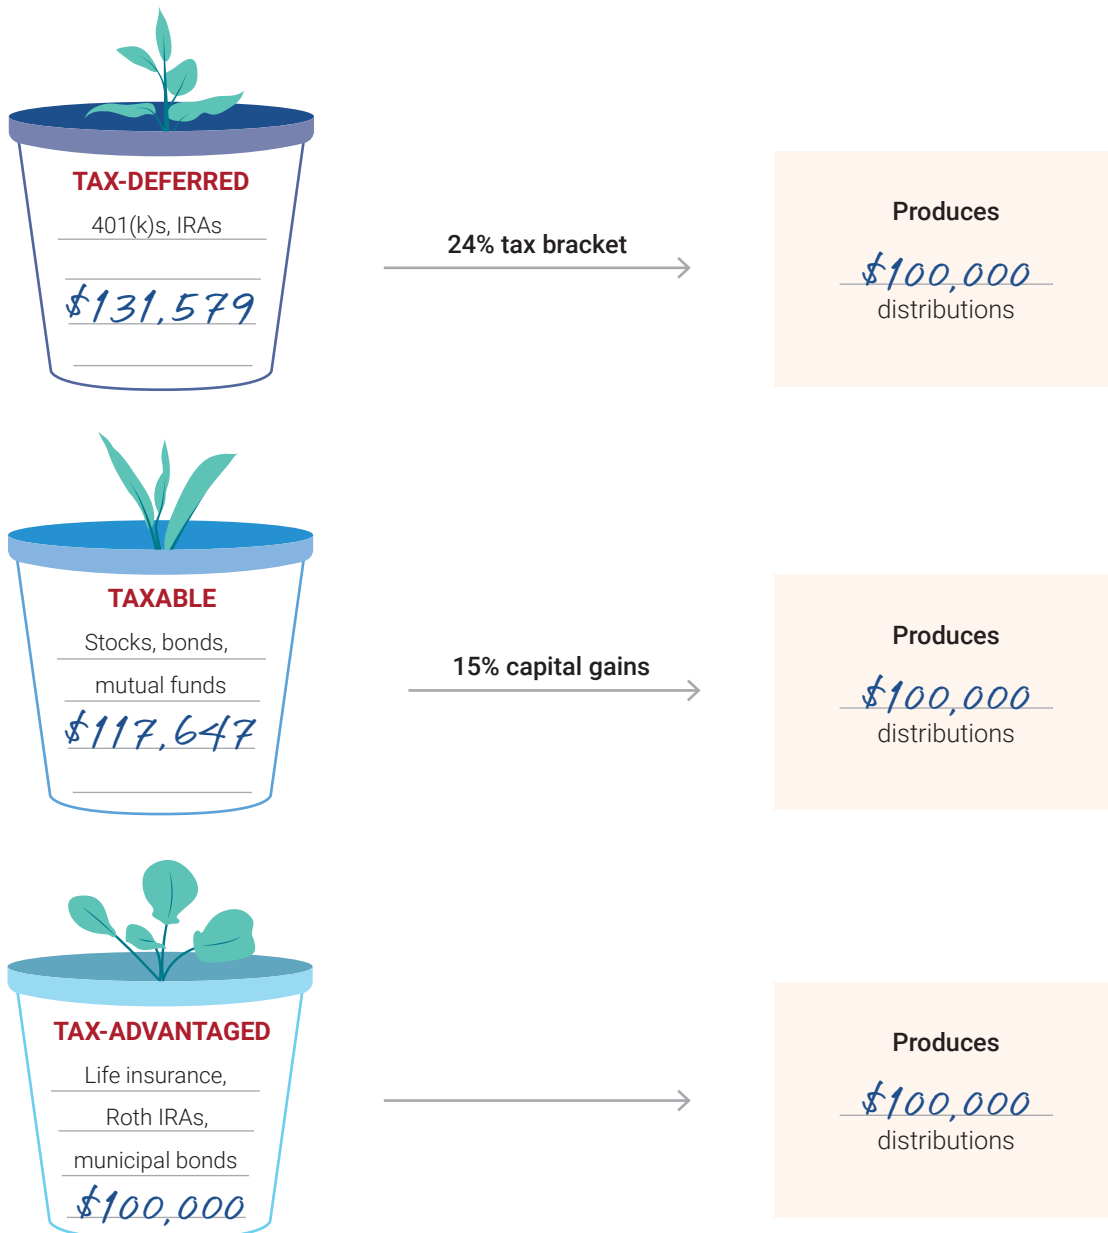 TAX-DEFERRED
401(k)s, IRAs
$131,579
24% tax bracket
Produces
$100,000
distributions
TAXABLE
Stocks, bonds,
mutual funds
$117,647
15% capital gains
Produces
$100,000
distributions
TAX-ADVANTAGED
Life insurance,
Roth IRAs,
municipal bonds
$100,000
Produces
$100,000
distributions